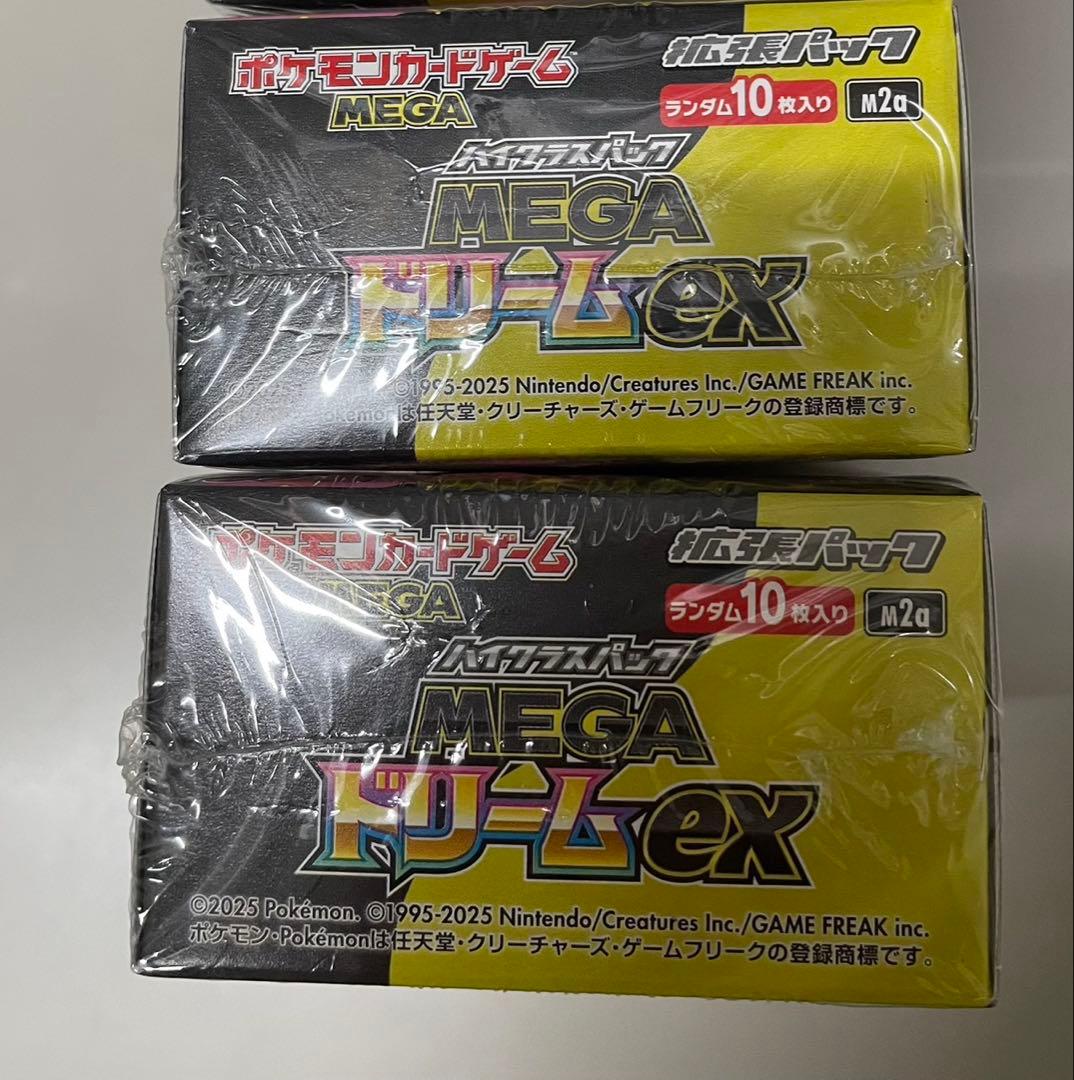 ポケモンカードゲーム
MEGA
拡張パック
ランダム10枚入り
M2a
ハイクラスパック
MEGA
ドリームex
©1995-2025 Nintendo/Creatures Inc./GAME FREAK inc.
Pokémonは任天堂・クリーチャーズ・ゲームフリークの登録商標です。
ポケモンカードゲーム
MEGA
拡張パック
ランダム10枚入り
M2a
ハイクラスパック
MEGA
ドリームex
©2025 Pokémon. ©1995-2025 Nintendo/Creatures Inc./GAME FREAK inc.
ポケモン・Pokémonは任天堂・クリーチャーズ・ゲームフリークの登録商標です。